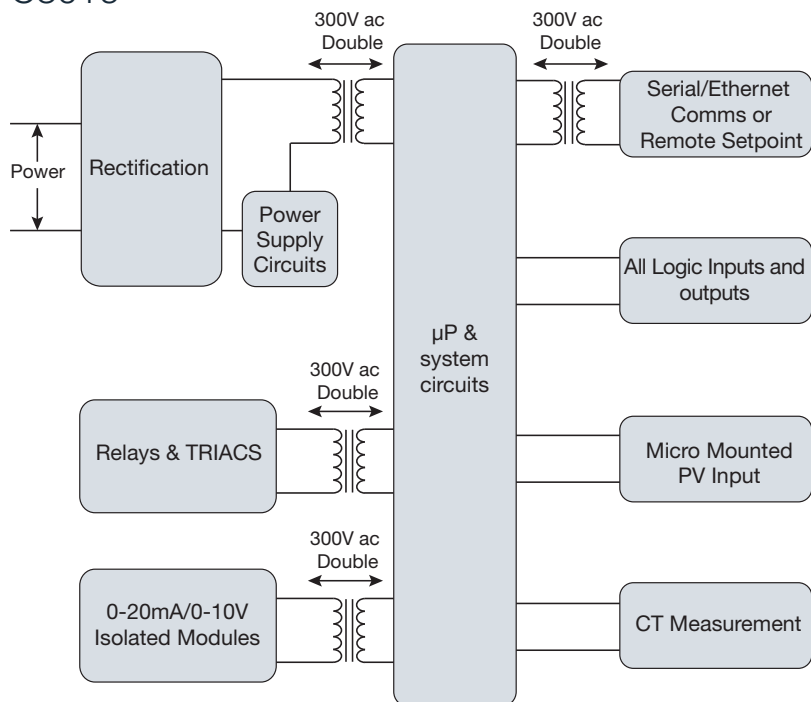 300V ac
Double
300V ac
Double
Rectification
Power
Power
Supply
Circuits
µP &
system
circuits
Serial/Ethernet
Comms or
Remote Setpoint
All Logic Inputs and
outputs
300V ac
Double
Relays & TRIACS
Micro Mounted
PV Input
300V ac
Double
0-20mA/0-10V
Isolated Modules
CT Measurement